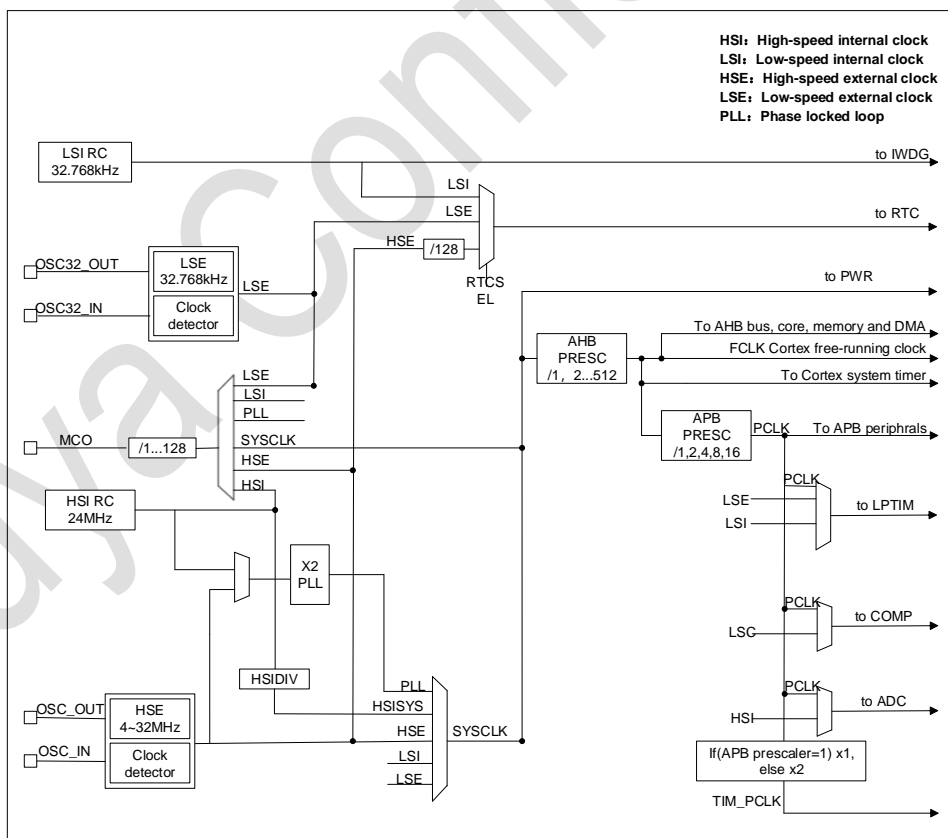 HSI: High-speed internal clock
LSI: Low-speed internal clock
HSE: High-speed external clock
LSE: Low-speed external clock
PLL: Phase locked loop
LSI RC
32.768kHz
to IWDG
LSI
LSE
to RTC
HSE
/128
RTCS
EL
OSC32_OUT
LSE
32.768kHz
LSE
OSC32_IN
Clock
detector
to PWR
AHB
PRESC
/1, 2...512
To AHB bus, core, memory and DMA
FCLK Cortex free-running clock
To Cortex system timer
LSE
LSI
PLL
MCO
/1...128
SYSCLK
HSE
HSI
APB
PRESC
/1,2,4,8,16
PCLK
To APB periphrals
HSI RC
24MHz
PCLK
LSE
LSI
to LPTIM
X2
PLL
PCLK
LSC
to COMP
HSIDIV
PLL
HSISYS
HSE
LSI
LSE
SYSCLK
PCLK
HSI
to ADC
OSC_OUT
HSE
4~32MHz
OSC_IN
Clock
detector
If(APB prescaler=1) x1,
else x2
TIM_PCLK